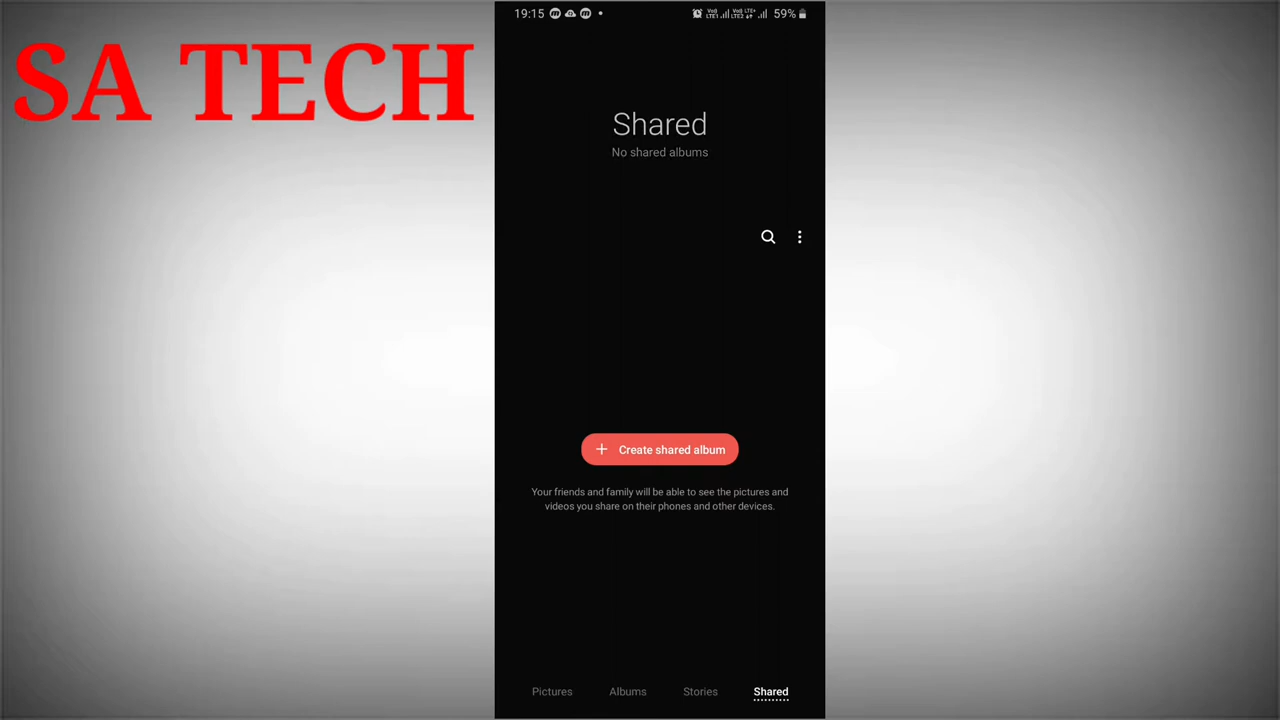 SA TECH
19:15
59%
Shared
No shared albums
Create shared album
Your friends and family will be able to see the pictures and
videos you share on their phones and other devices.
Pictures
Albums
Stories
Shared